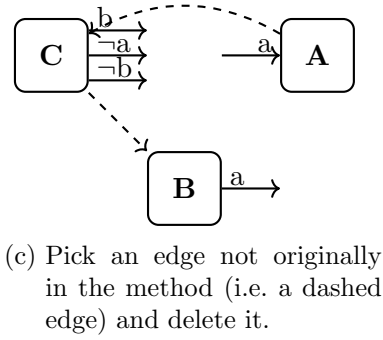 b
C ¬a a A
¬b
B a
(c) Pick an edge not originally
in the method (i.e. a dashed
edge) and delete it.